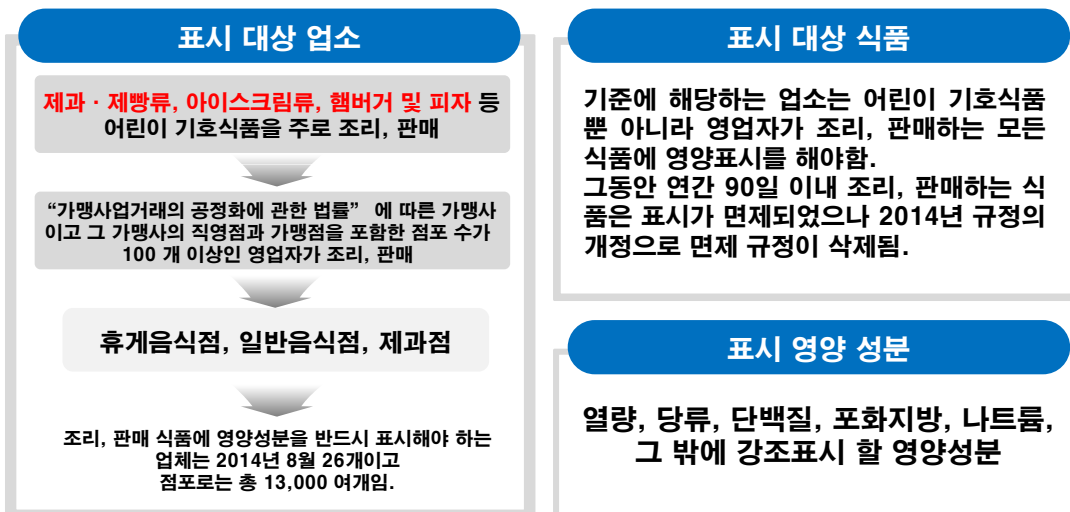 표시 대상 업소
제과 · 제빵류, 아이스크림류, 햄버거 및 피자 등
어린이 기호식품을 주로 조리, 판매
“가맹사업거래의 공정화에 관한 법률” 에 따른 가맹사
이고 그 가맹사의 직영점과 가맹점을 포함한 점포 수가
100 개 이상인 영업자가 조리, 판매
휴게음식점, 일반음식점, 제과점
조리, 판매 식품에 영양성분을 반드시 표시해야 하는
업체는 2014년 8월 26개이고
점포로는 총 13,000 여개임.
표시 대상 식품
기준에 해당하는 업소는 어린이 기호식품
뿐 아니라 영업자가 조리, 판매하는 모든
식품에 영양표시를 해야함.
그동안 연간 90일 이내 조리, 판매하는 식
품은 표시가 면제되었으나 2014년 규정의
개정으로 면제 규정이 삭제됨.
표시 영양 성분
열량, 당류, 단백질, 포화지방, 나트륨,
그 밖에 강조표시 할 영양성분